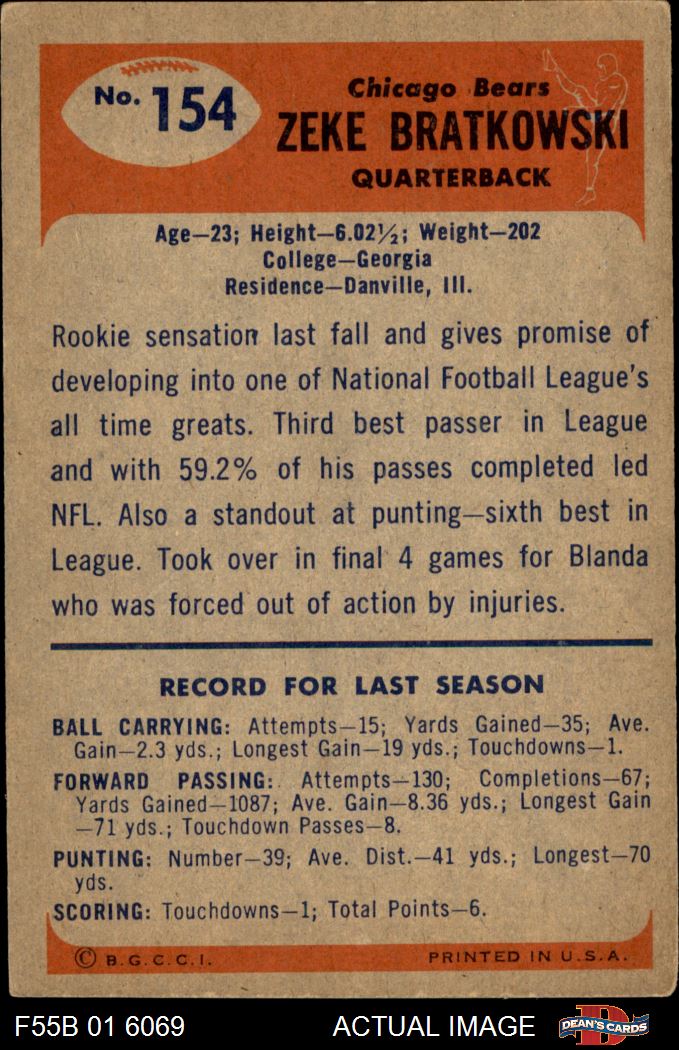 No. 154
Chicago Bears
ZEKE BRATKOWSKI
QUARTERBACK
Age—23; Height—6.02½; Weight—202
College—Georgia
Residence—Danville, Ill.
Rookie sensation last fall and gives promise of
developing into one of National Football League's
all time greats. Third best passer in League
and with 59.2% of his passes completed led
NFL. Also a standout at punting—sixth best in
League. Took over in final 4 games for Blanda
who was forced out of action by injuries.
RECORD FOR LAST SEASON
BALL CARRYING: Attempts—15; Yards Gained—35; Ave.
Gain—2.3 yds.; Longest Gain—19 yds.; Touchdowns—1.
FORWARD PASSING: Attempts—130; Completions—67;
Yards Gained—1087; Ave. Gain—8.36 yds.; Longest Gain
—71 yds.; Touchdown Passes—8.
PUNTING: Number—39; Ave. Dist.—41 yds.; Longest—70
yds.
SCORING: Touchdowns—1; Total Points—6.
© B.G.C.C.I. PRINTED IN U.S.A.
F55B 01 6069 ACTUAL IMAGE D DEAN'S CARDS